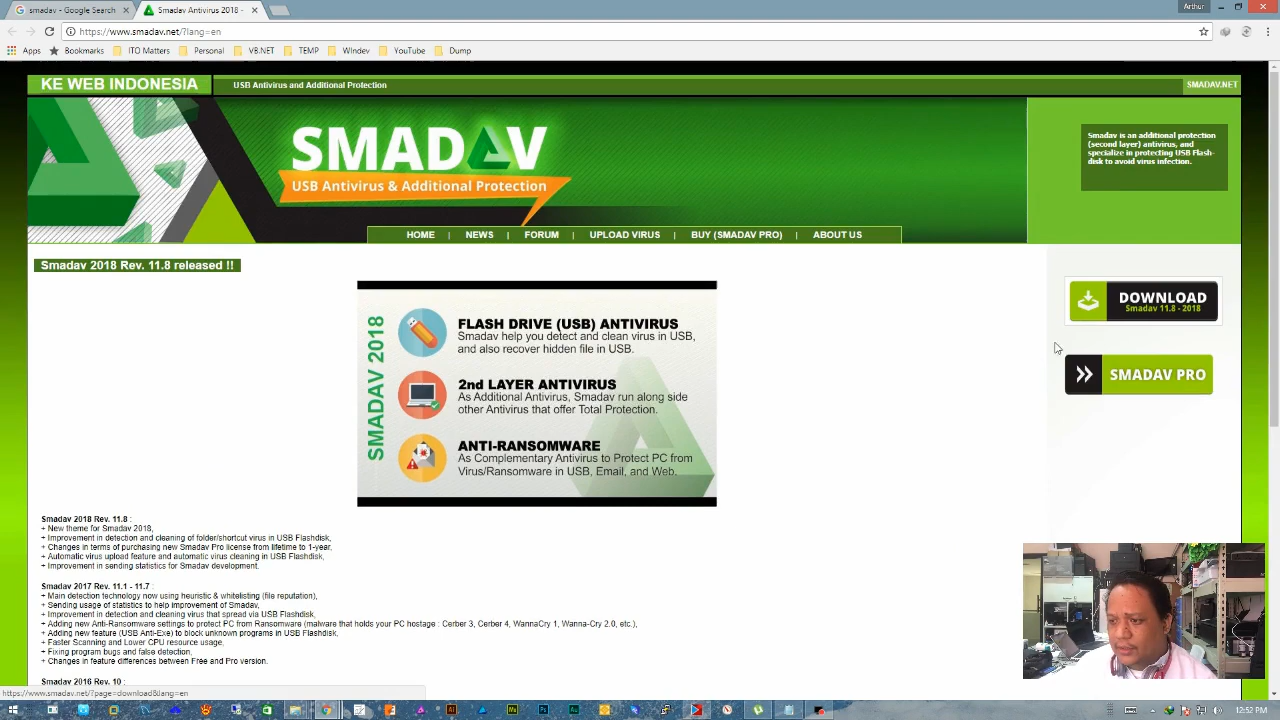 smadav - Google Search
Smadav Antivirus 2018 -
Arthur
https://www.smadav.net/?lang=en
Apps
Bookmarks
ITO Matters
Personal
VB.NET
TEMP
WIndev
YouTube
Dump
KE WEB INDONESIA
USB Antivirus and Additional Protection
SMADAV.NET
SMADAV
USB Antivirus & Additional Protection
Smadav is an additional protection
(second layer) antivirus, and
specialize in protecting USB Flash-
disk to avoid virus infection.
HOME | NEWS | FORUM | UPLOAD VIRUS | BUY (SMADAV PRO) | ABOUT US
Smadav 2018 Rev. 11.8 released !!
DOWNLOAD
Smadav 11.8 - 2018
SMADAV PRO
SMADAV 2018
FLASH DRIVE (USB) ANTIVIRUS
Smadav help you detect and clean virus in USB,
and also recover hidden file in USB.
2nd LAYER ANTIVIRUS
As Additional Antivirus, Smadav run along side
other Antivirus that offer Total Protection.
ANTI-RANSOMWARE
As Complementary Antivirus to Protect PC from
Virus/Ransomware in USB, Email, and Web.
Smadav 2018 Rev. 11.8 :
+ New theme for Smadav 2018,
+ Improvement in detection and cleaning of folder/shortcut virus in USB Flashdisk,
+ Changes in terms of purchasing new Smadav Pro license from lifetime to 1-year,
+ Automatic virus upload feature and automatic virus cleaning in USB Flashdisk,
+ Improvement in sending statistics for Smadav development.
Smadav 2017 Rev. 11.1 - 11.7 :
+ Main detection technology now using heuristic & whitelisting (file reputation),
+ Sending usage of statistics to help improvement of Smadav,
+ Improvement in detection and cleaning virus that spread via USB Flashdisk,
+ Adding new Anti-Ransomware settings to protect PC from Ransomware (malware that holds your PC hostage : Cerber 3, Cerber 4, WannaCry 1, Wanna-Cry 2.0, etc.),
+ Adding new feature (USB Anti-Exe) to block unknown programs in USB Flashdisk,
+ Faster Scanning and Lower CPU resource usage,
+ Fixing program bugs and false detection,
+ Changes in feature differences between Free and Pro version.
Smadav 2016 Rev. 10 :
https://www.smadav.net/?page=download&lang=en
12:52 PM